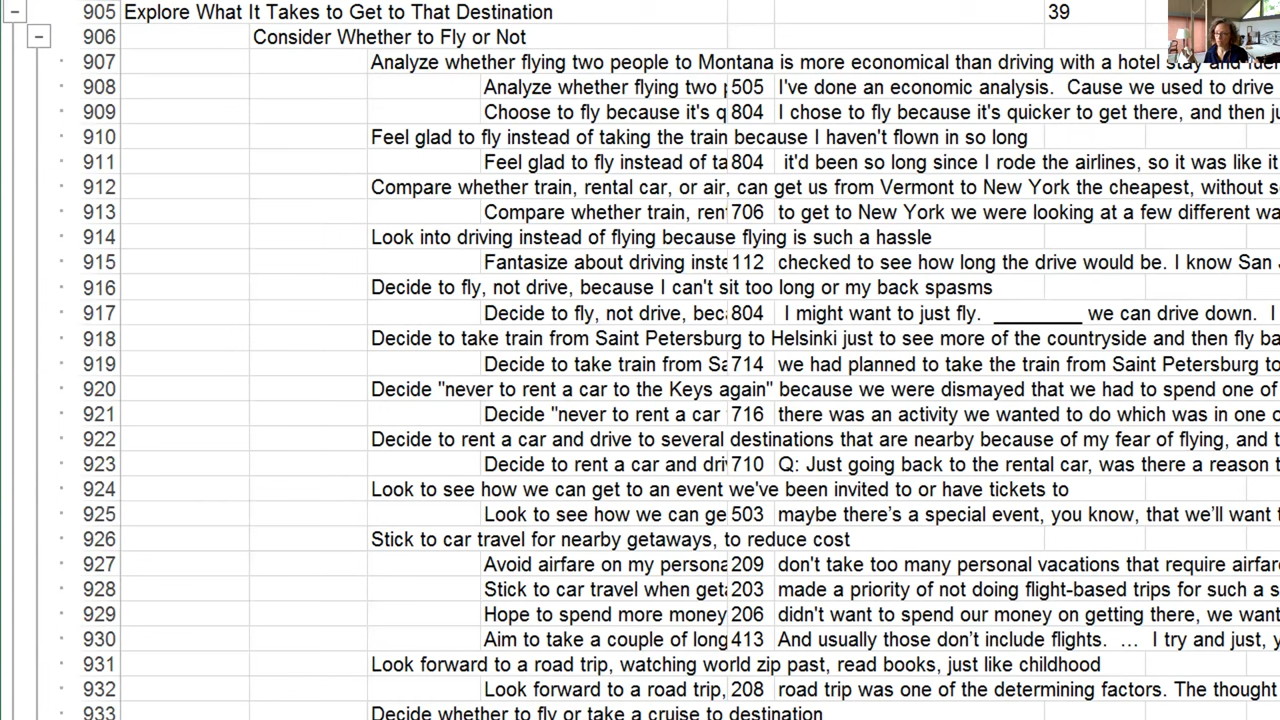 905 Explore What It Takes to Get to That Destination 39
906 Consider Whether to Fly or Not
907 Analyze whether flying two people to Montana is more economical than driving with a hotel stay and
908 Analyze whether flying two 505 I've done an economic analysis. Cause we used to drive
909 Choose to fly because it's q 804 I chose to fly because it's quicker to get there, and then ju
910 Feel glad to fly instead of taking the train because I haven't flown in so long
911 Feel glad to fly instead of ta 804 it'd been so long since I rode the airlines, so it was like it
912 Compare whether train, rental car, or air, can get us from Vermont to New York the cheapest, without s
913 Compare whether train, ren 706 to get to New York we were looking at a few different wa
914 Look into driving instead of flying because flying is such a hassle
915 Fantasize about driving inste 112 checked to see how long the drive would be. I know San
916 Decide to fly, not drive, because I can't sit too long or my back spasms
917 Decide to fly, not drive, bec 804 I might want to just fly. ________ we can drive down. I
918 Decide to take train from Saint Petersburg to Helsinki just to see more of the countryside and then fly ba
919 Decide to take train from Sa 714 we had planned to take the train from Saint Petersburg to
920 Decide "never to rent a car to the Keys again" because we were dismayed that we had to spend one of
921 Decide "never to rent a car 716 there was an activity we wanted to do which was in one o
922 Decide to rent a car and drive to several destinations that are nearby because of my fear of flying, and t
923 Decide to rent a car and dri 710 Q: Just going back to the rental car, was there a reason t
924 Look to see how we can get to an event we've been invited to or have tickets to
925 Look to see how we can ge 503 maybe there's a special event, you know, that we'll want t
926 Stick to car travel for nearby getaways, to reduce cost
927 Avoid airfare on my persona 209 don't take too many personal vacations that require airfar
928 Stick to car travel when get 203 made a priority of not doing flight-based trips for such a s
929 Hope to spend more money 206 didn't want to spend our money on getting there, we want
930 Aim to take a couple of long 413 And usually those don't include flights. … I try and just, y
931 Look forward to a road trip, watching world zip past, read books, just like childhood
932 Look forward to a road trip, 208 road trip was one of the determining factors. The thought
933 Decide whether to fly or take a cruise to destination